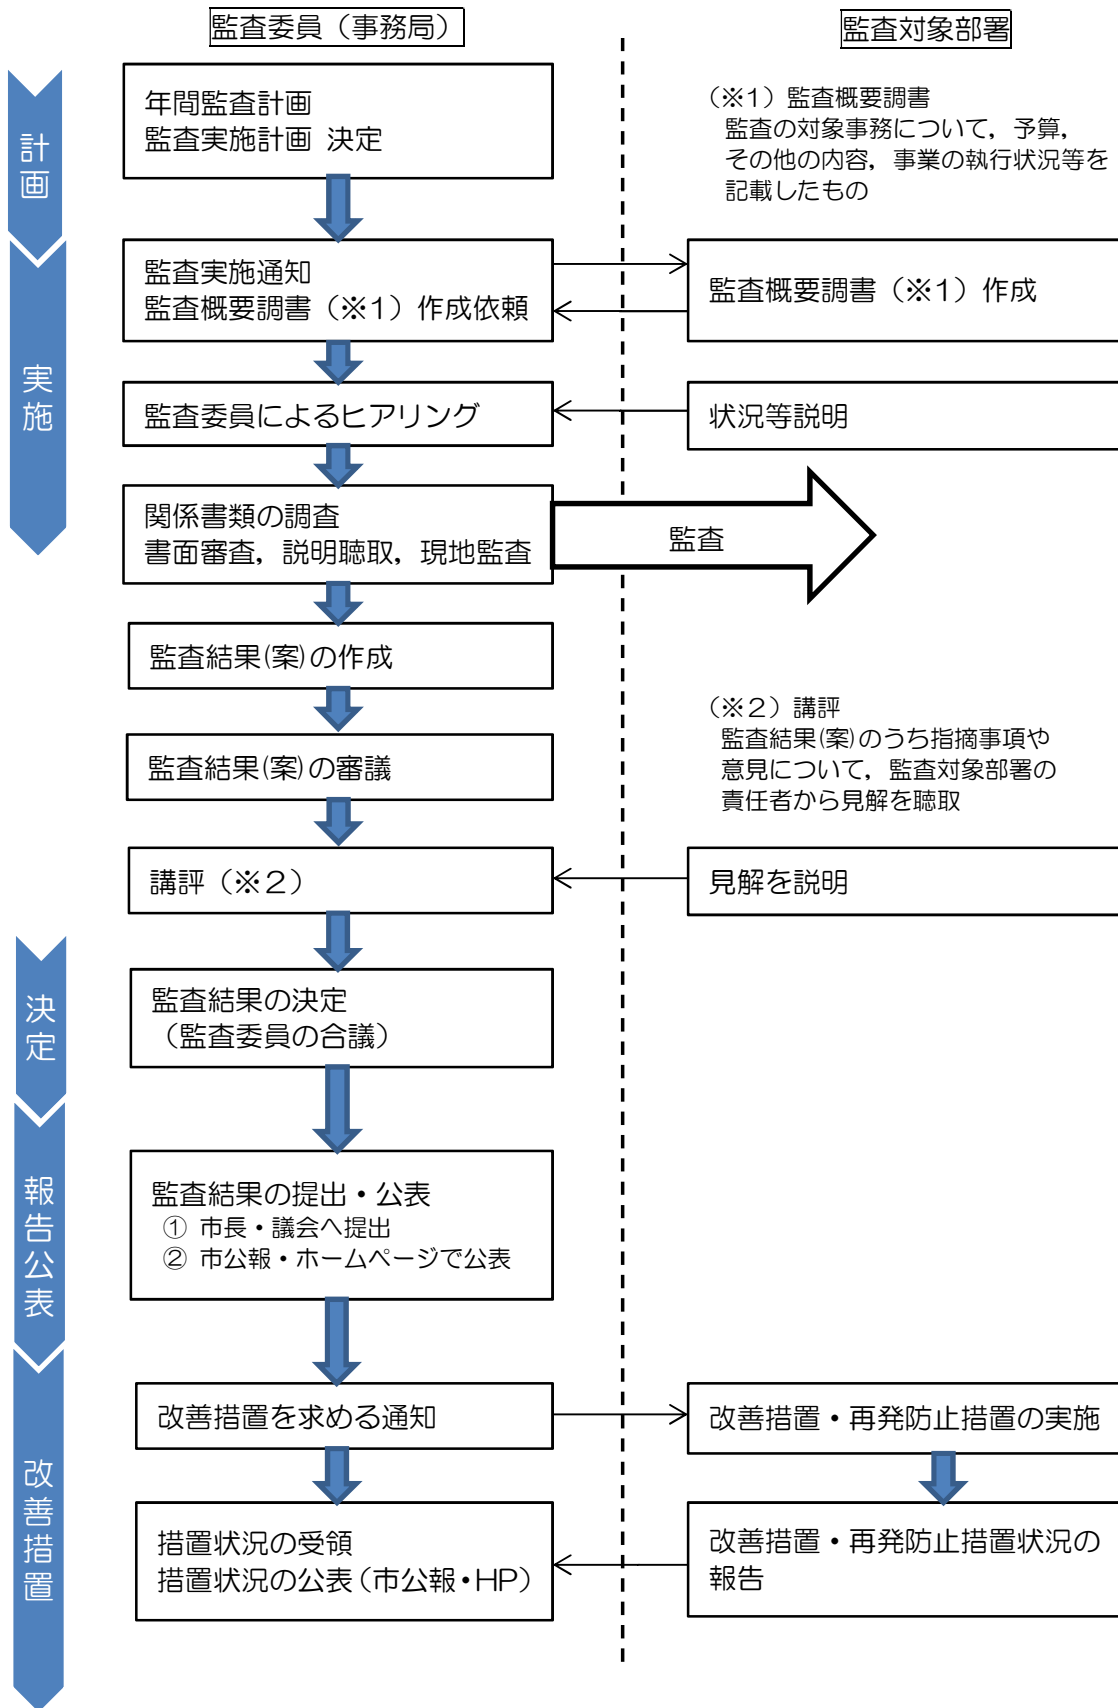 監査委員（事務局）
監査対象部署
計画
年間監査計画
監査実施計画 決定
（※1）監査概要調書
監査の対象事務について，予算，
その他の内容，事業の執行状況等を
記載したもの
実施
監査実施通知
監査概要調書（※1）作成依頼
監査概要調書（※1）作成
監査委員によるヒアリング
状況等説明
関係書類の調査
書面審査，説明聴取，現地監査
監査
監査結果(案)の作成
監査結果(案)の審議
（※２）講評
監査結果(案)のうち指摘事項や
意見について，監査対象部署の
責任者から見解を聴取
講評（※２）
見解を説明
決定
監査結果の決定
（監査委員の合議）
報告公表
監査結果の提出・公表
① 市長・議会へ提出
② 市公報・ホームページで公表
改善措置
改善措置を求める通知
改善措置・再発防止措置の実施
措置状況の受領
措置状況の公表（市公報・HP）
改善措置・再発防止措置状況の
報告